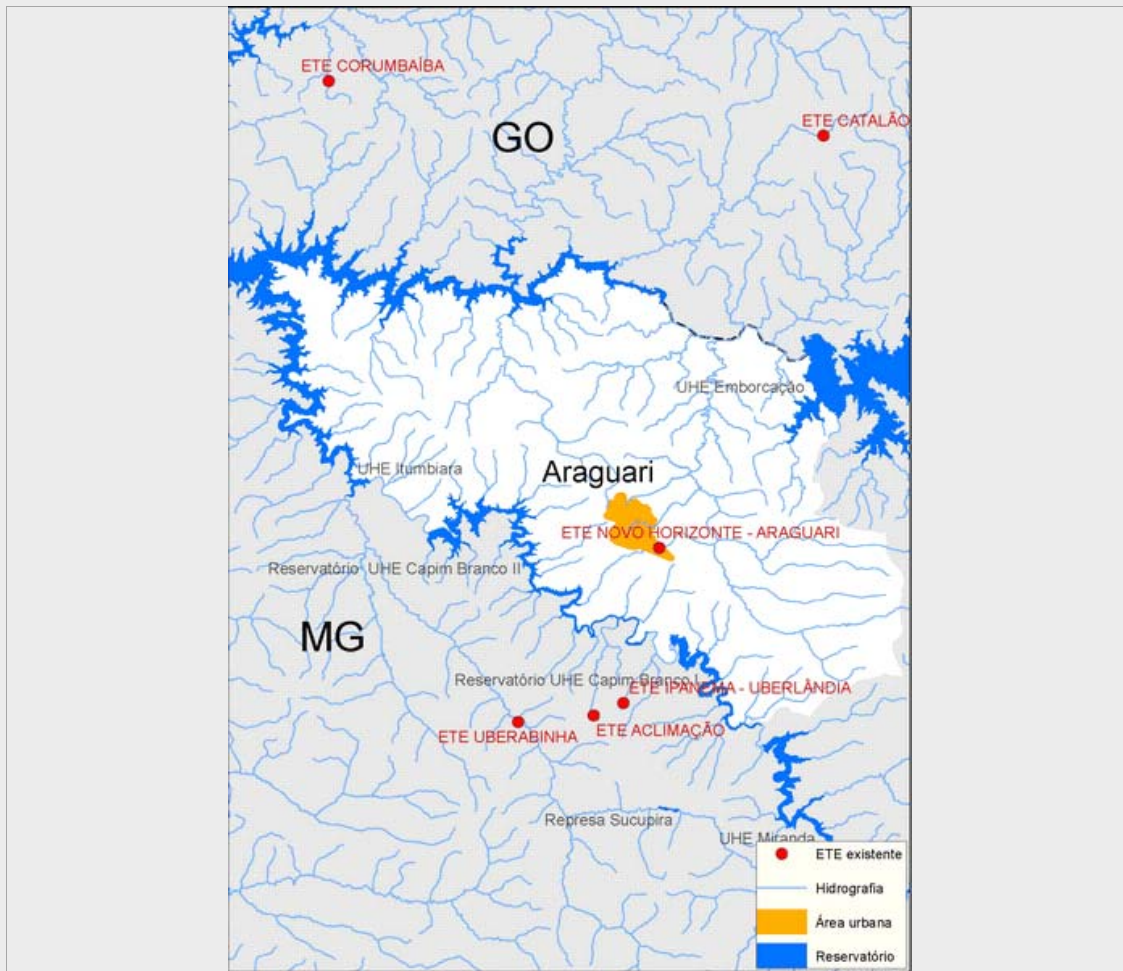 ETE CORUMBAÍBA
ETE CATALÃO
GO
UHE Emborcação
UHE Itumbiara
Araguari
ETE NOVO HORIZONTE - ARAGUARI
Reservatório UHE Capim Branco II
MG
Reservatório UHE Capim Branco I
ETE IPANEMA - UBERLÂNDIA
ETE UBERABINHA
ETE ACLIMAÇÃO
Represa Sucupira
UHE Miranda
ETE existente
Hidrografia
Área urbana
Reservatório